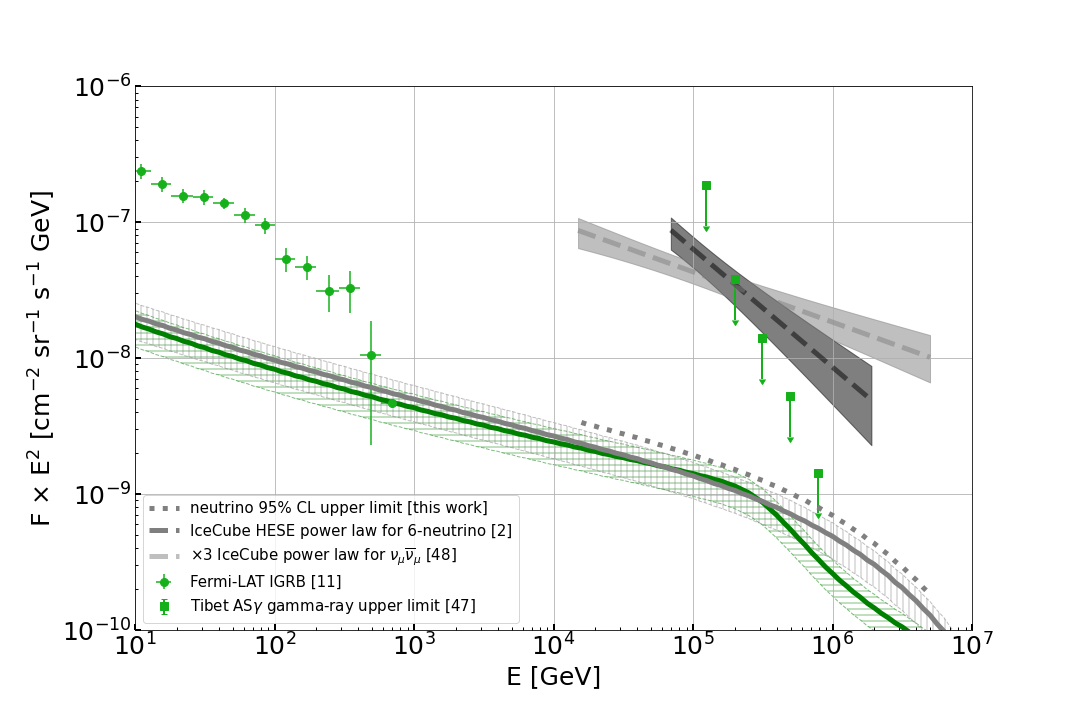 10⁻⁶
10⁻⁷
10⁻⁸
10⁻⁹
10⁻¹⁰
F × E² [cm⁻² sr⁻¹ s⁻¹ GeV]
neutrino 95% CL upper limit [this work]
IceCube HESE power law for 6-neutrino [2]
×3 IceCube power law for ν_μν̅_μ [48]
Fermi-LAT IGRB [11]
Tibet ASγ gamma-ray upper limit [47]
10¹ 10² 10³ 10⁴ 10⁵ 10⁶ 10⁷
E [GeV]